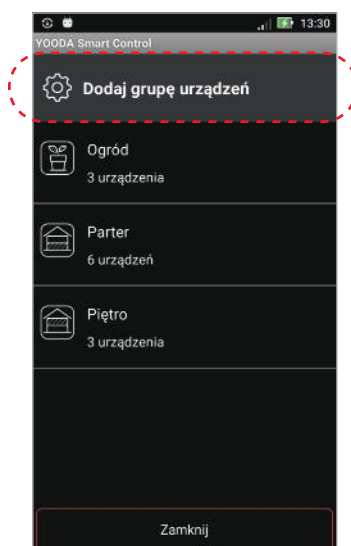 13:30
YOODA Smart Control
Dodaj grupę urządzeń
Ogród
3 urządzenia
Parter
6 urządzeń
Piętro
3 urządzenia
Zamknij